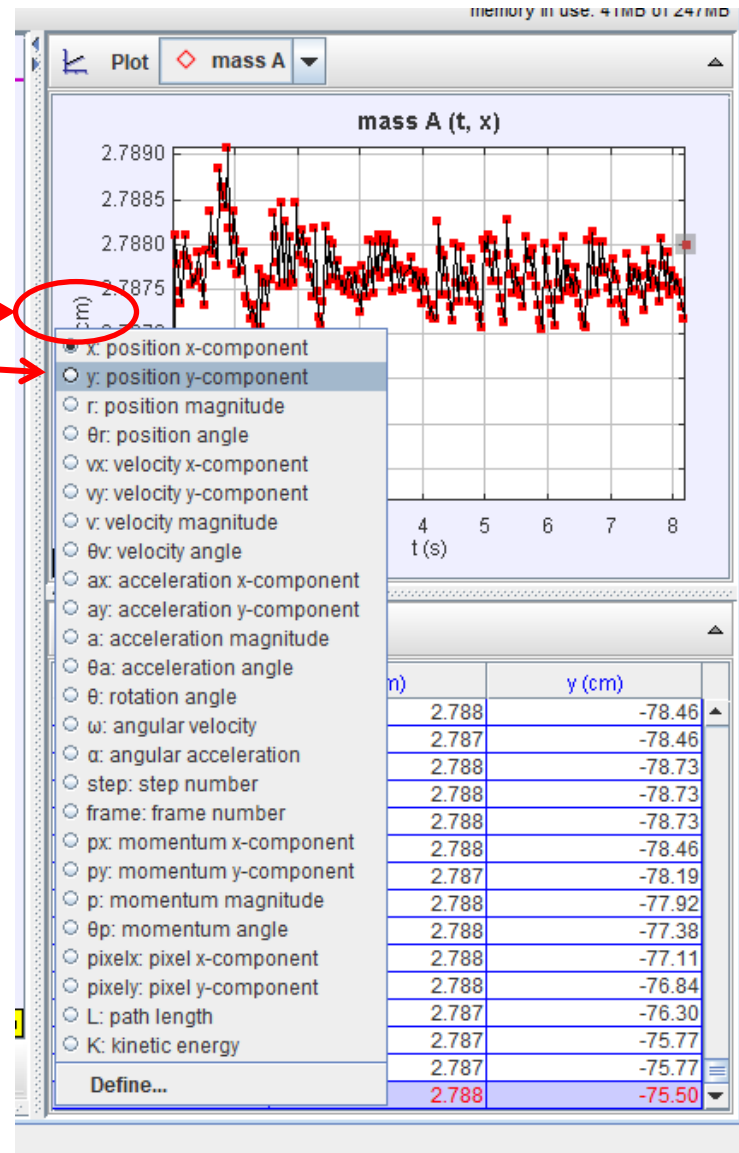 memory in use: 41MB of 247MB
Plot mass A
mass A (t, x)
2.7890
2.7885
2.7880
2.7875
cm)
x: position x-component
y: position y-component
r: position magnitude
θr: position angle
vx: velocity x-component
vy: velocity y-component
v: velocity magnitude
θv: velocity angle
ax: acceleration x-component
ay: acceleration y-component
a: acceleration magnitude
θa: acceleration angle
θ: rotation angle
ω: angular velocity
α: angular acceleration
step: step number
frame: frame number
px: momentum x-component
py: momentum y-component
p: momentum magnitude
θp: momentum angle
pixelx: pixel x-component
pixely: pixel y-component
L: path length
K: kinetic energy
Define...
4 5 6 7 8
t (s)
y (cm)
2.788 -78.46
2.787 -78.46
2.788 -78.73
2.788 -78.73
2.788 -78.73
2.788 -78.46
2.787 -78.19
2.788 -77.92
2.788 -77.38
2.788 -77.11
2.788 -76.84
2.787 -76.30
2.787 -75.77
2.787 -75.77
2.788 -75.50